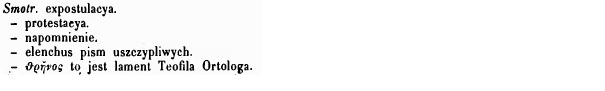 Smotr. expostulacya.
– protestacya.
– napomnienie.
– elenchus pism uszczypliwych.
– ϑρῆνος to jest lament Teofila Ortologa.